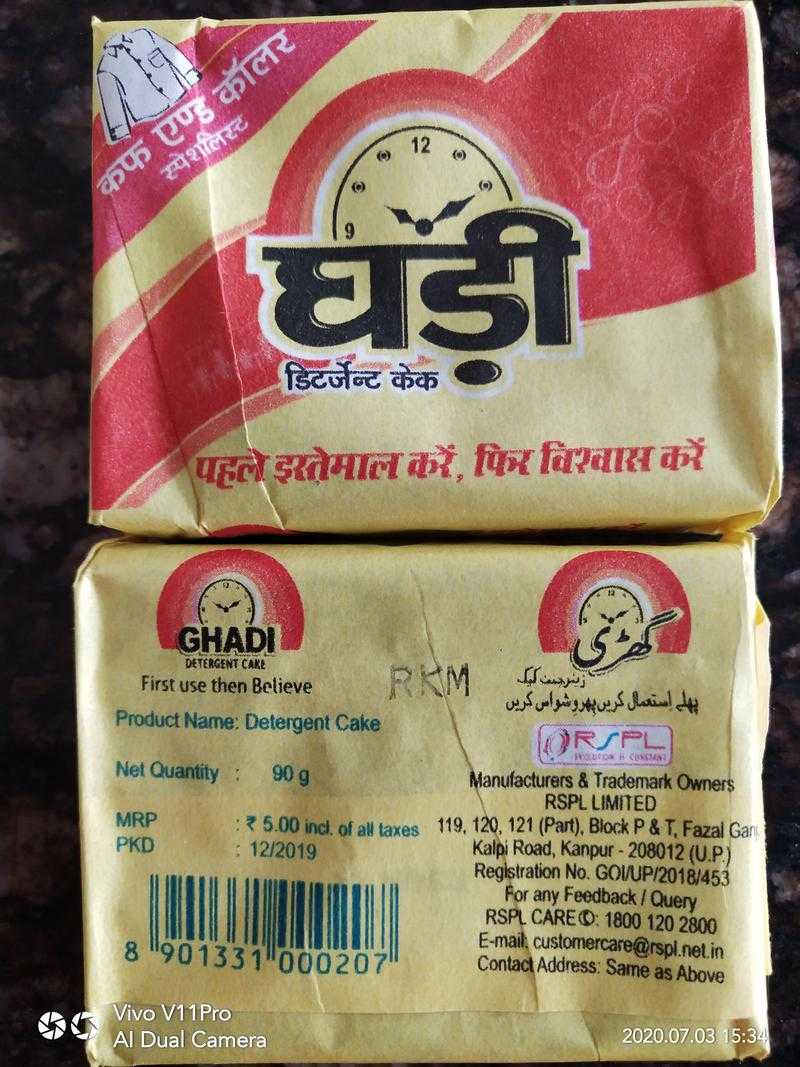 कफ एण्ड कॉलर
स्पेशलिस्ट
12
9
घड़ी
डिटर्जेन्ट केक
पहले इस्तेमाल करें, फिर विश्वास करें
GHADI
DETERGENT CAKE
First use then Believe
RKM
Product Name: Detergent Cake
Net Quantity : 90 g
MRP : ₹ 5.00 incl. of all taxes
PKD : 12/2019
8 901331 000207
12
گھڑی
پہلے استعمال کریں پھر وشواس کریں
RSPL
Manufacturers & Trademark Owners
RSPL LIMITED
119, 120, 121 (Part), Block P & T, Fazal
Kalpi Road, Kanpur - 208012 (U.P.)
Registration No. GOI/UP/2018/453
For any Feedback / Query
RSPL CARE ✆: 1800 120 2800
E-mail: customercare@rspl.net.in
Contact Address: Same as Above
Vivo V11Pro
AI Dual Camera
2020.07.03 15:34